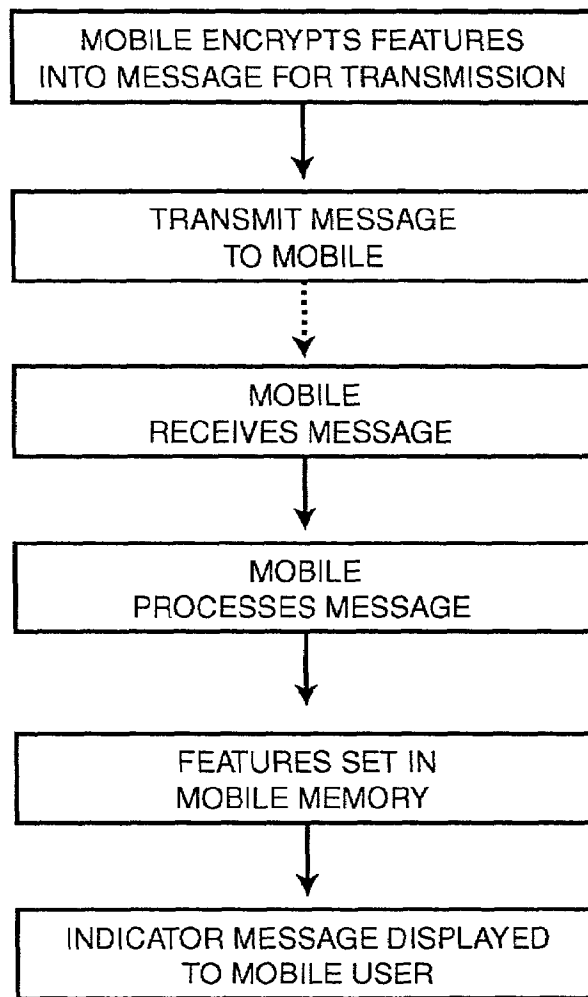 MOBILE ENCRYPTS FEATURES
INTO MESSAGE FOR TRANSMISSION
TRANSMIT MESSAGE
TO MOBILE
MOBILE
RECEIVES MESSAGE
MOBILE
PROCESSES MESSAGE
FEATURES SET IN
MOBILE MEMORY
INDICATOR MESSAGE DISPLAYED
TO MOBILE USER